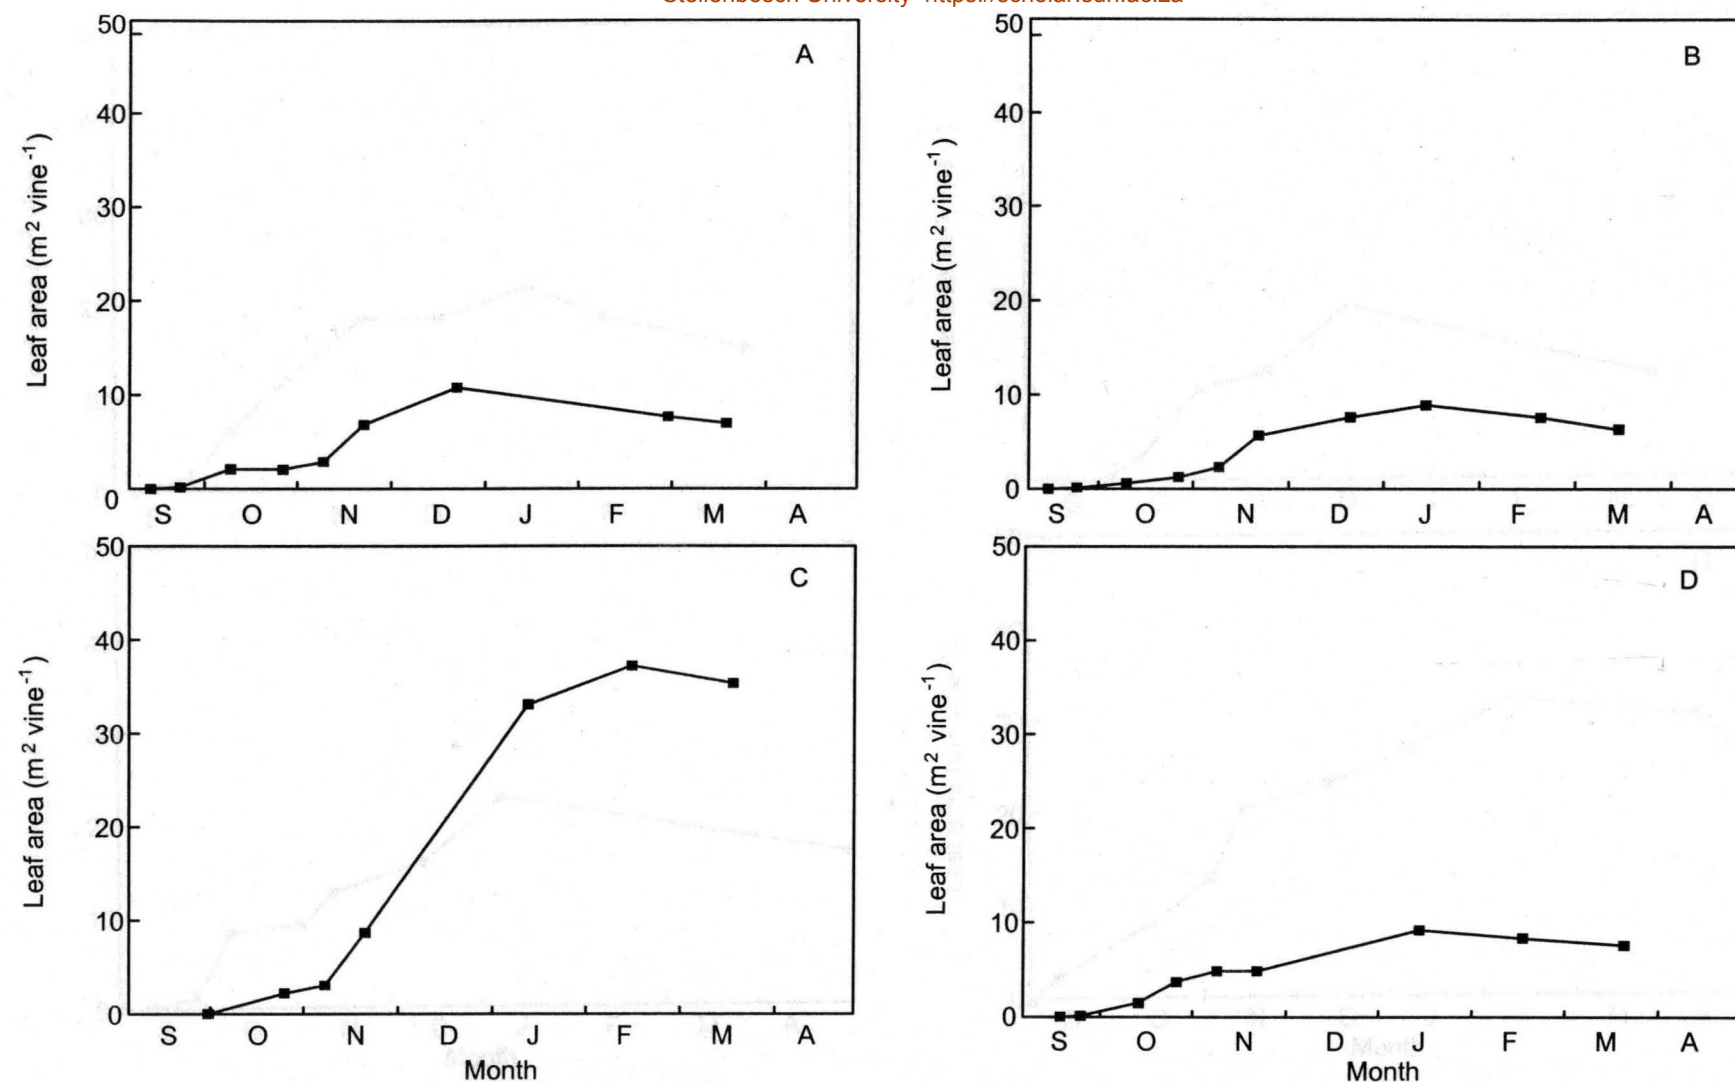 Stellenbosch University https://scholar.sun.ac.za
50
40
30
20
10
0
Leaf area (m² vine⁻¹)
A
S O N D J F M A
50
40
30
20
10
0
Leaf area (m² vine⁻¹)
B
S O N D J F M A
50
40
30
20
10
0
Leaf area (m² vine⁻¹)
C
S O N D J F M A
Month
50
40
30
20
10
0
Leaf area (m² vine⁻¹)
D
S O N D J F M A
Month